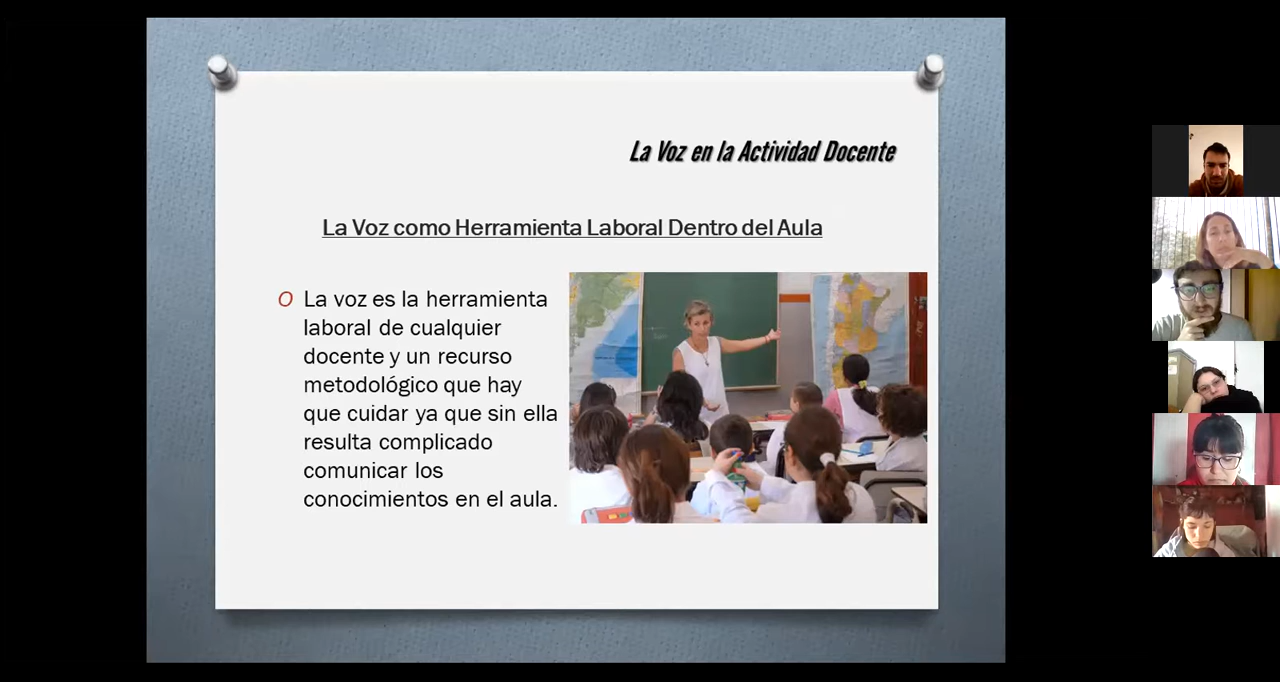 La Voz en la Actividad Docente
La Voz como Herramienta Laboral Dentro del Aula
O La voz es la herramienta
laboral de cualquier
docente y un recurso
metodológico que hay
que cuidar ya que sin ella
resulta complicado
comunicar los
conocimientos en el aula.